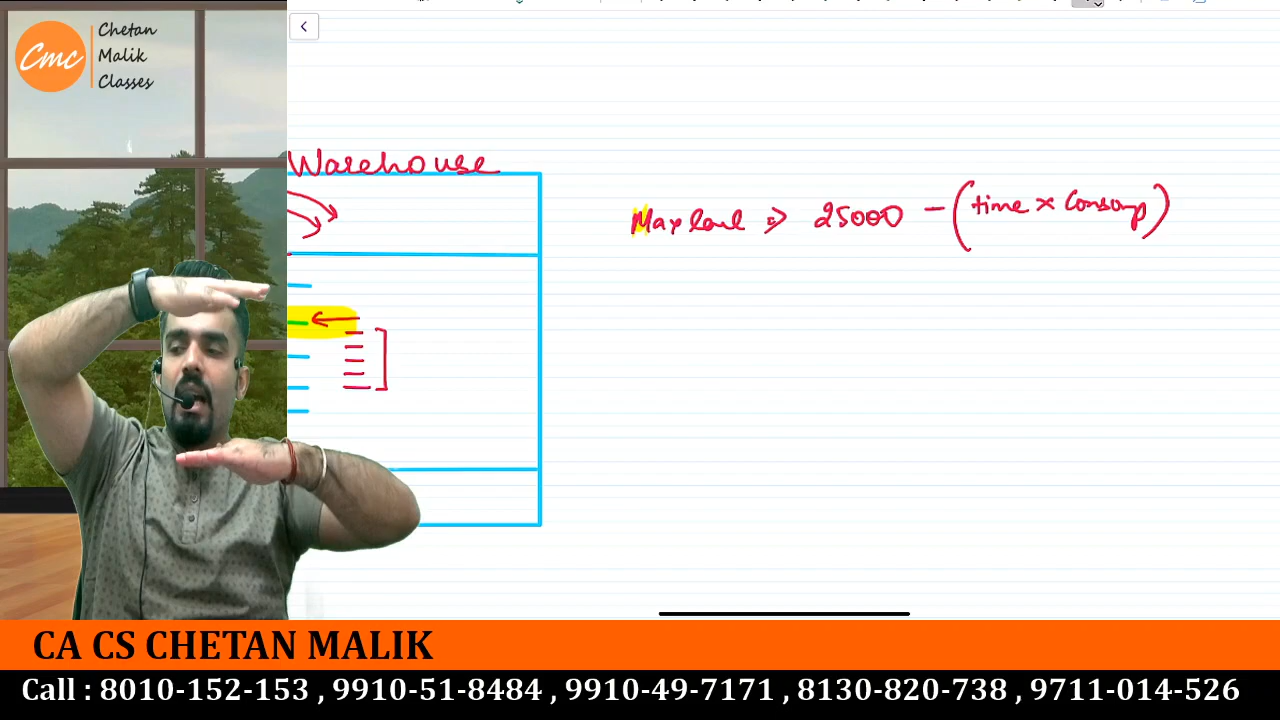 Chetan
Malik
Classes
Cmc
Warehouse
Max level ⇒ 25000 - (time × Consump)
CA CS CHETAN MALIK
Call : 8010-152-153 , 9910-51-8484 , 9910-49-7171 , 8130-820-738 , 9711-014-526